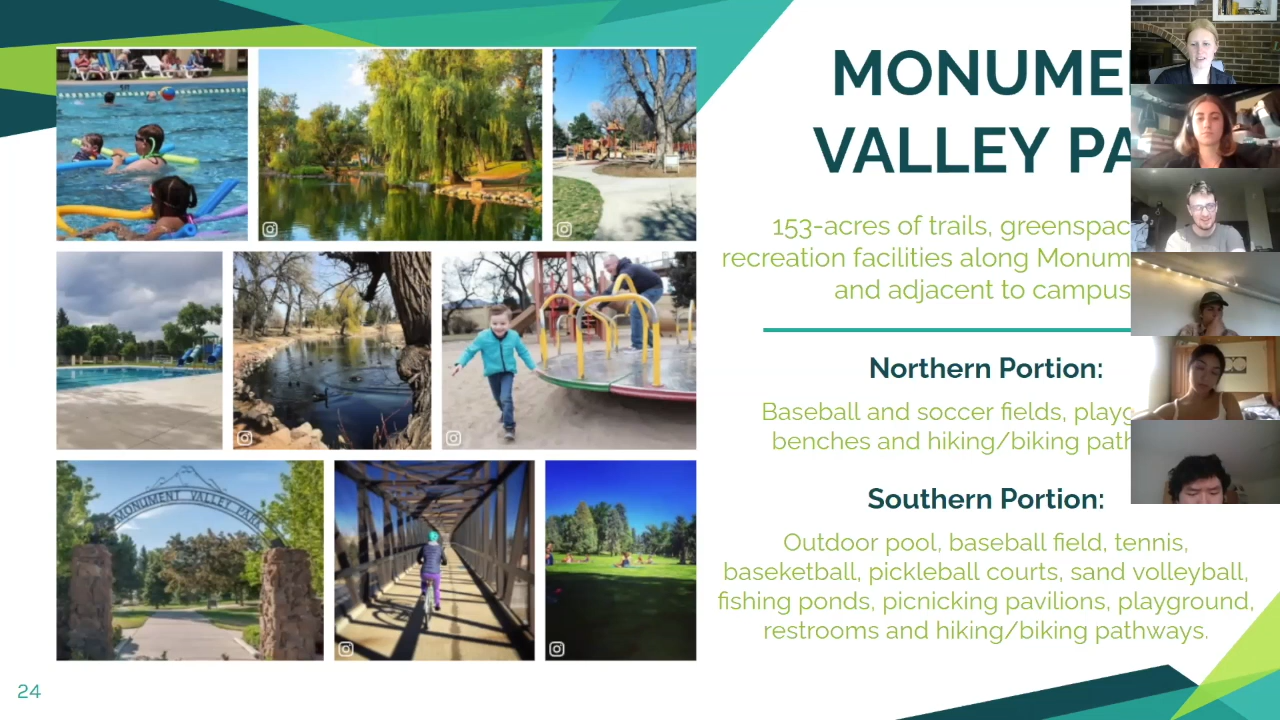 MONUME
VALLEY PA
153-acres of trails, greenspac
recreation facilities along Monum
and adjacent to campus
Northern Portion:
Baseball and soccer fields, playg
benches and hiking/biking path
Southern Portion:
Outdoor pool, baseball field, tennis,
baseketball, pickleball courts, sand volleyball,
fishing ponds, picnicking pavilions, playground,
restrooms and hiking/biking pathways.
MONUMENT VALLEY PARK
24